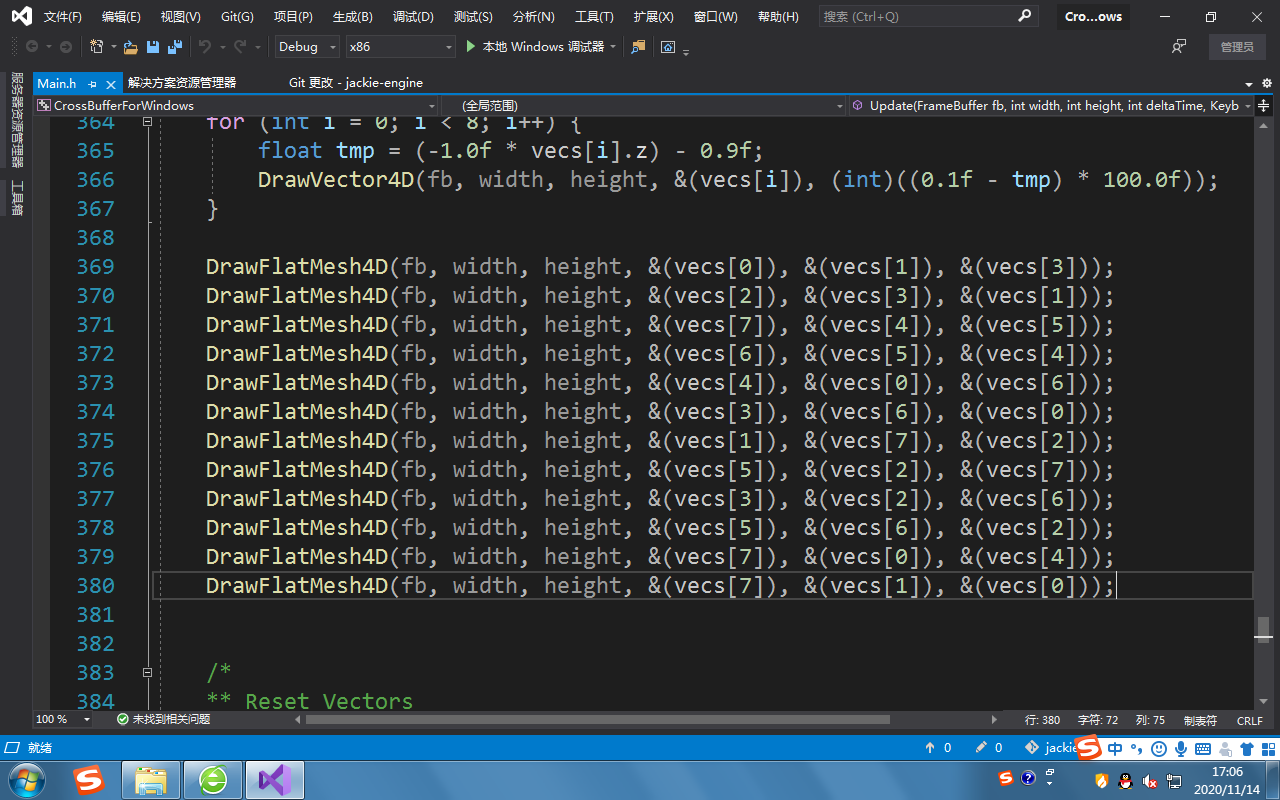 文件(F) 编辑(E) 视图(V) Git(G) 项目(P) 生成(B) 调试(D) 测试(S) 分析(N) 工具(T) 扩展(X) 窗口(W) 帮助(H) 搜索 (Ctrl+Q) Cro...ows
Debug x86 本地 Windows 调试器 管理员
服务器资源管理器
工具箱
Main.h 解决方案资源管理器 Git 更改 - jackie-engine
CrossBufferForWindows (全局范围) Update(FrameBuffer fb, int width, int height, int deltaTime, Keyb
364 for (int i = 0; i < 8; i++) {
365 float tmp = (-1.0f * vecs[i].z) - 0.9f;
366 DrawVector4D(fb, width, height, &(vecs[i]), (int)((0.1f - tmp) * 100.0f));
367 }
368
369 DrawFlatMesh4D(fb, width, height, &(vecs[0]), &(vecs[1]), &(vecs[3]));
370 DrawFlatMesh4D(fb, width, height, &(vecs[2]), &(vecs[3]), &(vecs[1]));
371 DrawFlatMesh4D(fb, width, height, &(vecs[7]), &(vecs[4]), &(vecs[5]));
372 DrawFlatMesh4D(fb, width, height, &(vecs[6]), &(vecs[5]), &(vecs[4]));
373 DrawFlatMesh4D(fb, width, height, &(vecs[4]), &(vecs[0]), &(vecs[6]));
374 DrawFlatMesh4D(fb, width, height, &(vecs[3]), &(vecs[6]), &(vecs[0]));
375 DrawFlatMesh4D(fb, width, height, &(vecs[1]), &(vecs[7]), &(vecs[2]));
376 DrawFlatMesh4D(fb, width, height, &(vecs[5]), &(vecs[2]), &(vecs[7]));
377 DrawFlatMesh4D(fb, width, height, &(vecs[3]), &(vecs[2]), &(vecs[6]));
378 DrawFlatMesh4D(fb, width, height, &(vecs[5]), &(vecs[6]), &(vecs[2]));
379 DrawFlatMesh4D(fb, width, height, &(vecs[7]), &(vecs[0]), &(vecs[4]));
380 DrawFlatMesh4D(fb, width, height, &(vecs[7]), &(vecs[1]), &(vecs[0]));
381
382
383 /*
384 ** Reset Vectors
100 % 未找到相关问题 行: 380 字符: 72 列: 75 制表符 CRLF
就绪 0 0 jackie 中
17:06
2020/11/14